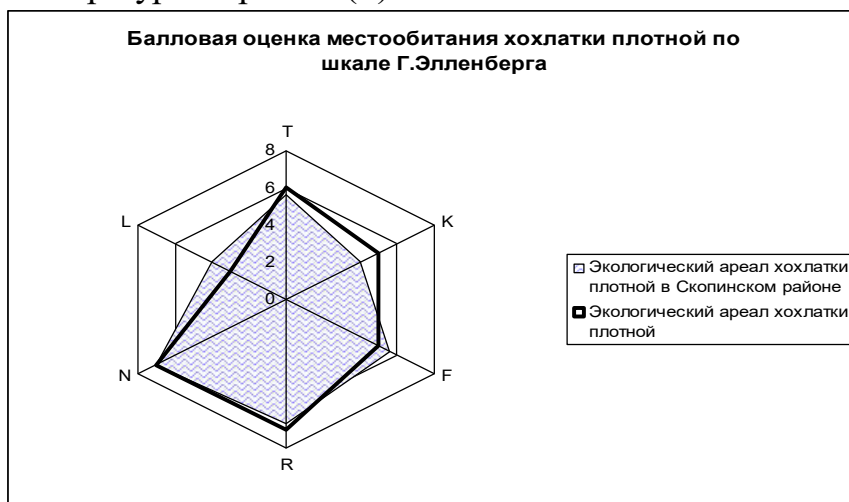 Балловая оценка местообитания хохлатки плотной по
шкале Г.Элленберга
T
8
6
4
2
0
L
K
N
F
R
Экологический ареал хохлатки
плотной в Скопинском районе
Экологический ареал хохлатки
плотной